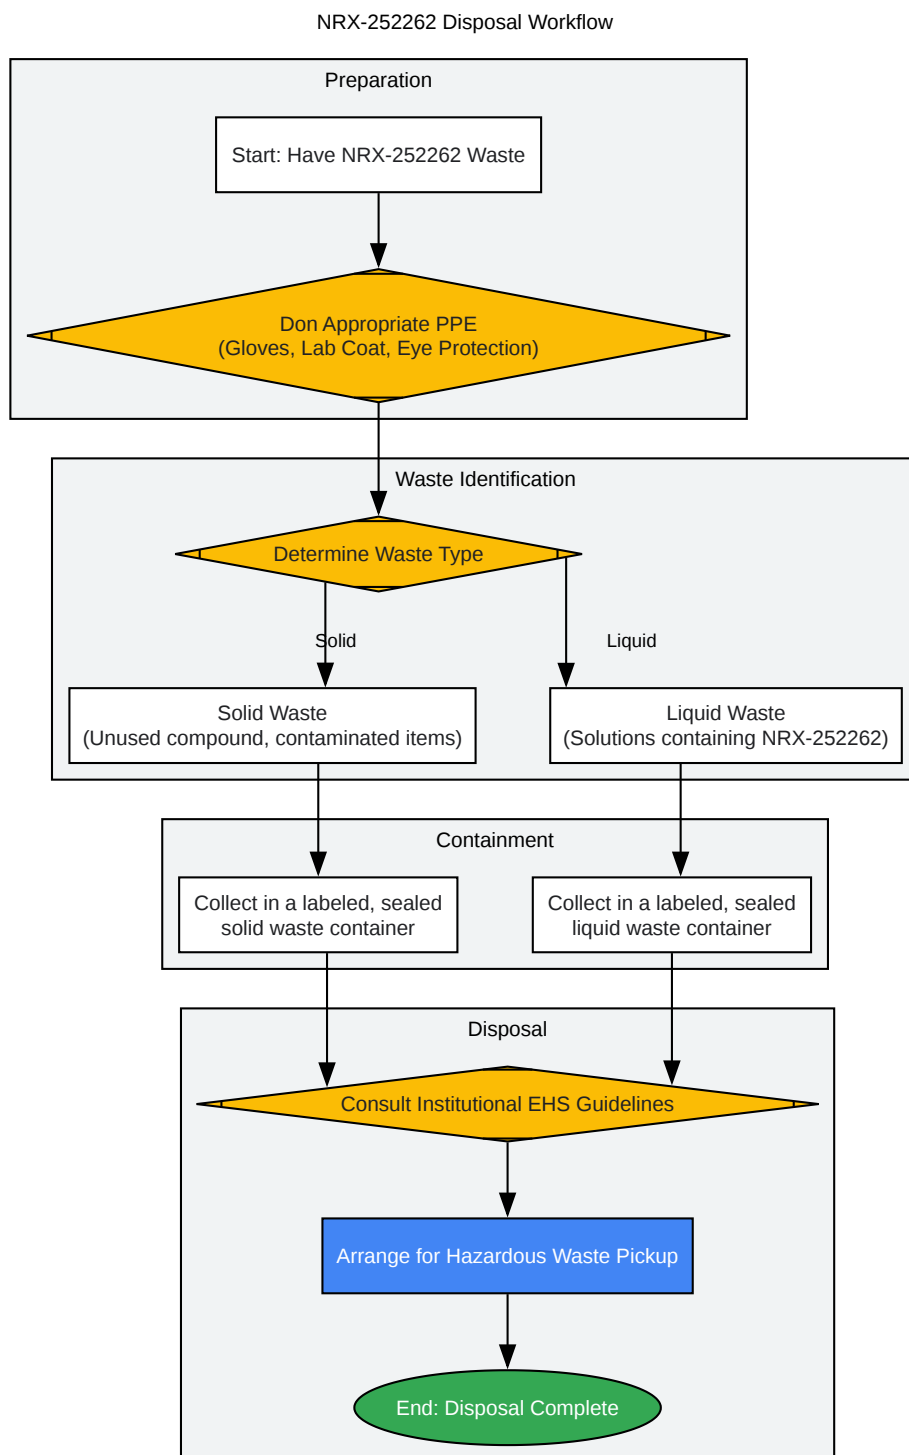 NRX-252262 Disposal Workflow
Preparation
Start: Have NRX-252262 Waste
Don Appropriate PPE
(Gloves, Lab Coat, Eye Protection)
Waste Identification
Determine Waste Type
Solid
Liquid
Solid Waste
(Unused compound, contaminated items)
Liquid Waste
(Solutions containing NRX-252262)
Containment
Collect in a labeled, sealed
solid waste container
Collect in a labeled, sealed
liquid waste container
Disposal
Consult Institutional EHS Guidelines
Arrange for Hazardous Waste Pickup
End: Disposal Complete